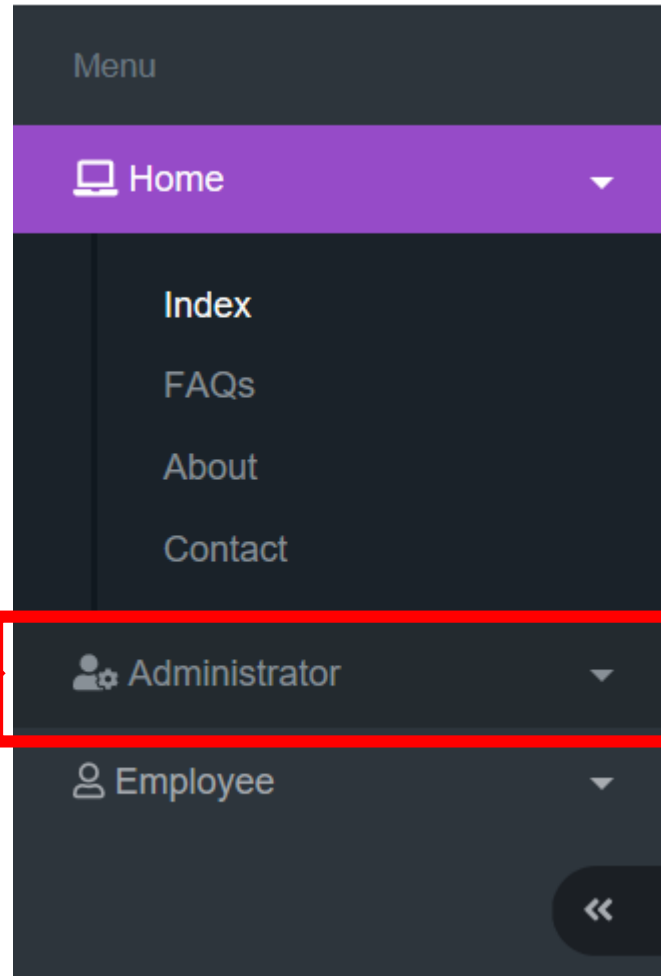 Menu
Home
Index
FAQs
About
Contact
Administrator
Employee